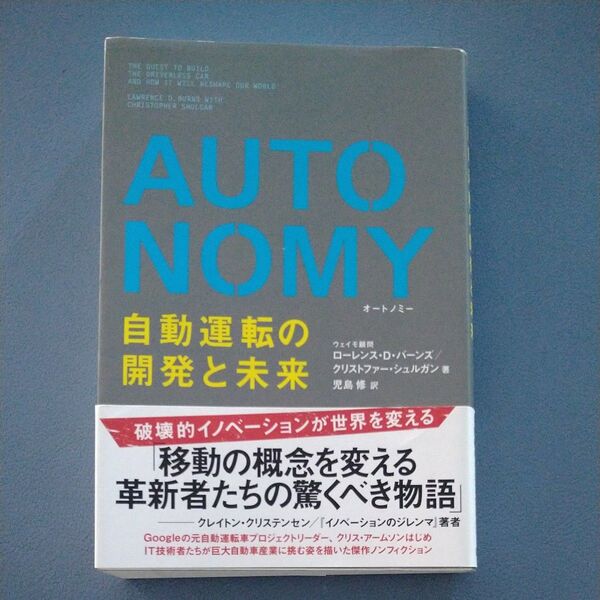 THE QUEST TO BUILD
THE DRIVERLESS CAR
AND HOW IT WILL RESHAPE OUR WORLD
LAWRENCE D. BURNS WITH
CHRISTOPHER SHULGAN
AUTO
NOMY
オートノミー
自動運転の
開発と未来
ウェイモ顧問
ローレンス・D・バーンズ/
クリストファー・シュルガン 著
児島 修 訳
破壊的イノベーションが世界を変える
「移動の概念を変える
革新者たちの驚くべき物語」
クレイトン・クリステンセン/『イノベーションのジレンマ』著者
Googleの元自動運転車プロジェクトリーダー、クリス・アームソンはじめ
IT技術者たちが巨大自動車産業に挑む姿を描いた傑作ノンフィクション